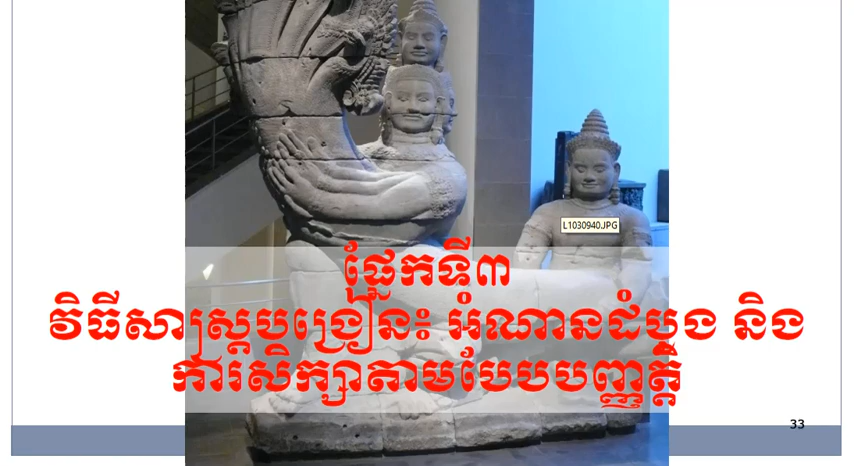 L1030940.JPG
ផ្នែកទី៣
វិធីសាស្ត្របង្រៀន៖ អំណានដំបូង និង
ការសិក្សាតាមបែបបញ្ញត្តិ
33